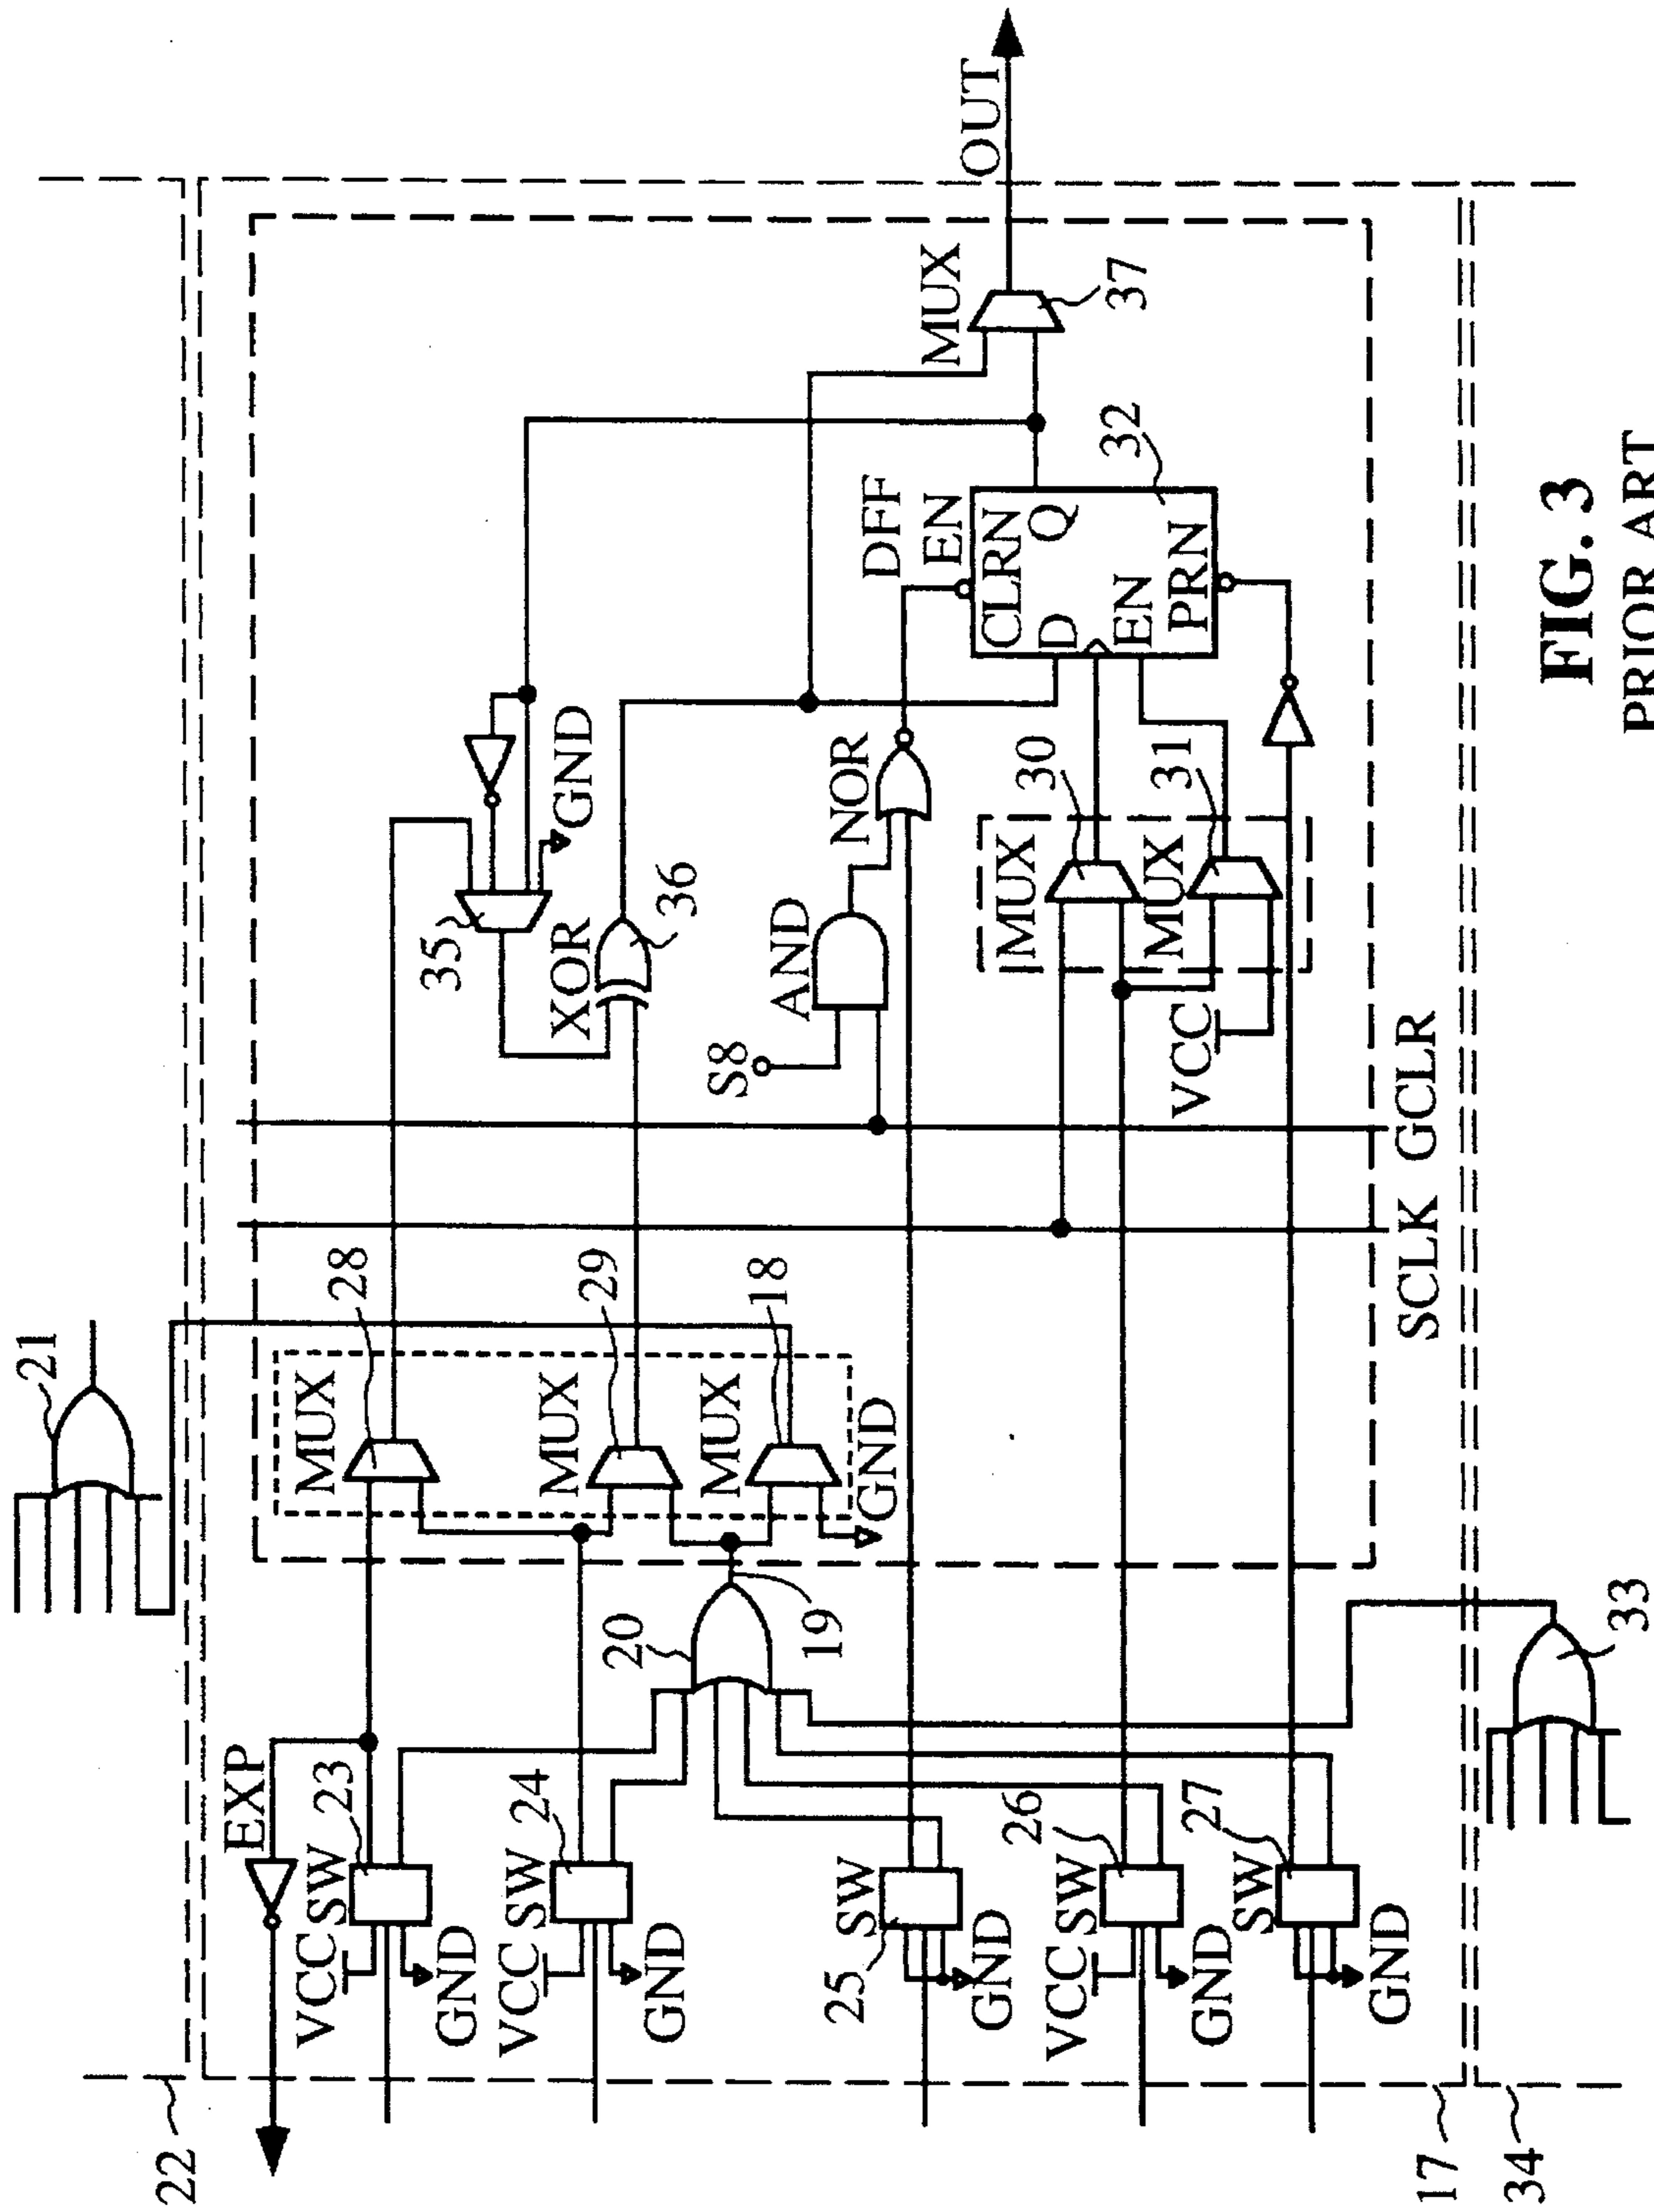 22
21
EXP
VCC
SW
23
GND
MUX
28
35
GND
VCC
SW
24
GND
MUX
29
XOR
36
20
19
MUX
18
GND
S8
AND
NOR
DFF
EN
MUX
37
OUT
SW
25
GND
CLRN
D
Q
EN
PRN
32
VCC
SW
26
GND
MUX
30
MUX
31
VCC
SW
27
GND
SCLK
GCLR
17
34
33
FIG. 3
PRIOR ART